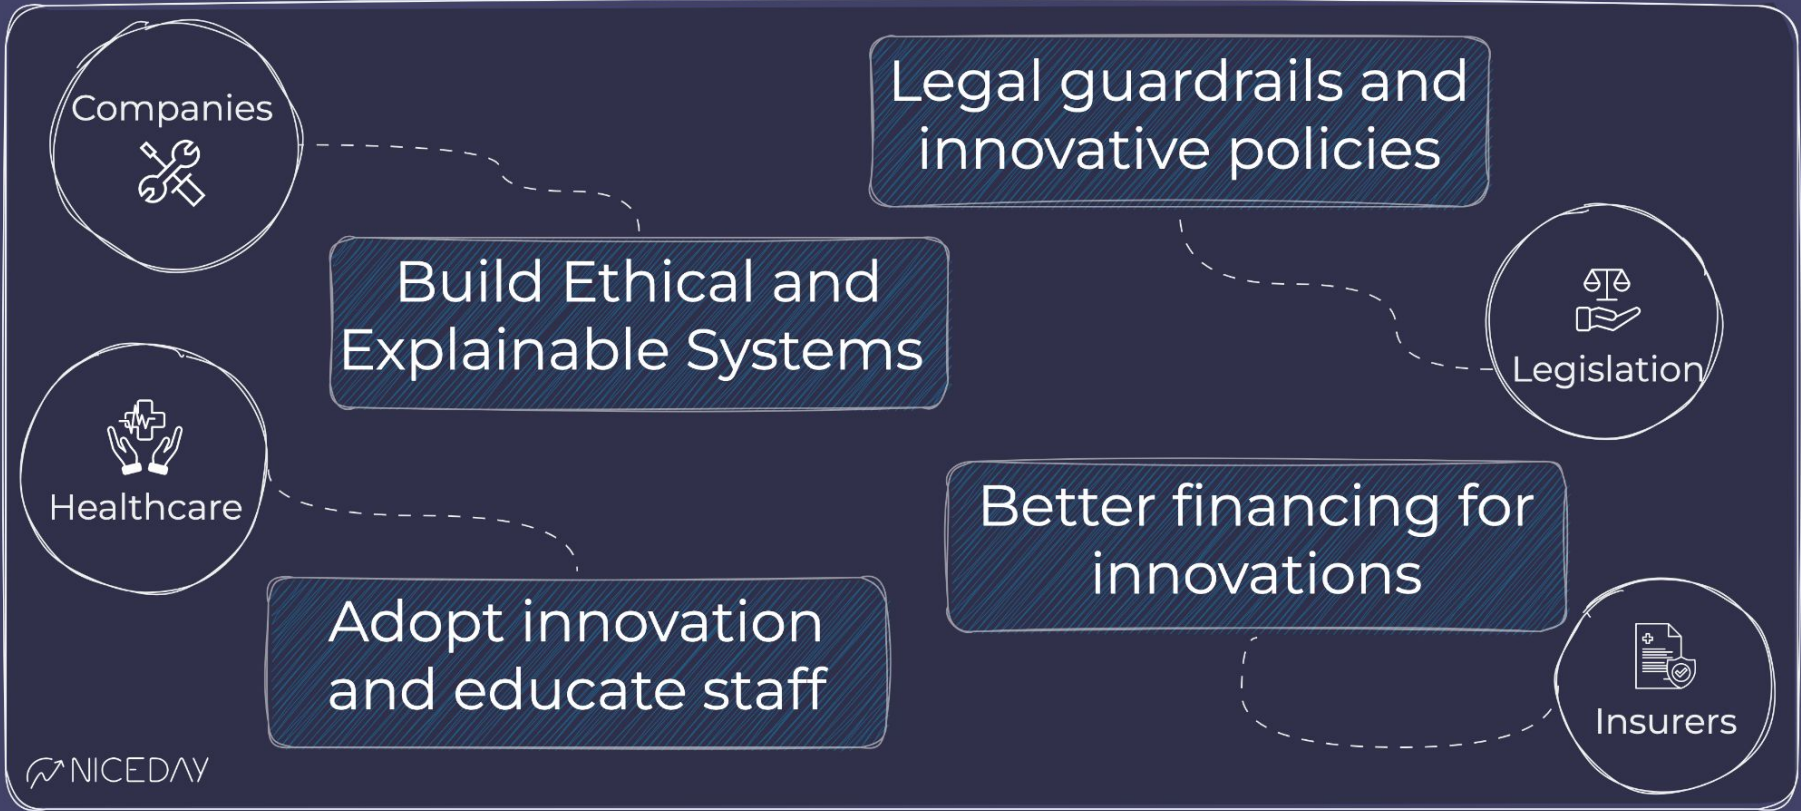 Companies
Legal guardrails and
innovative policies
Build Ethical and
Explainable Systems
Legislation
Healthcare
Better financing for
innovations
Adopt innovation
and educate staff
Insurers
NICEDAY